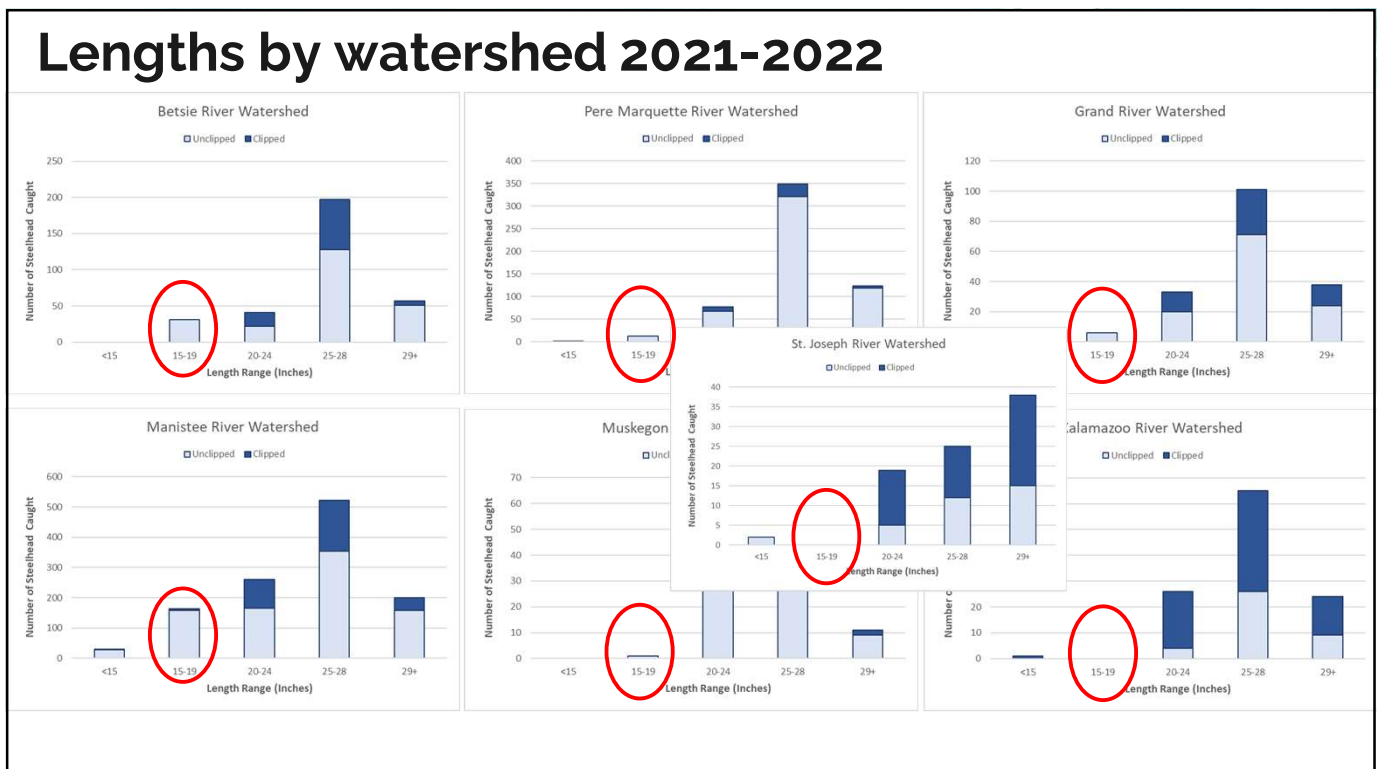 Lengths by watershed 2021-2022
Betsie River Watershed
Unclipped Clipped
Number of Steelhead Caught
250
200
150
100
50
0
<15 15-19 20-24 25-28 29+
Length Range (Inches)
Pere Marquette River Watershed
Unclipped Clipped
Number of Steelhead Caught
400
350
300
250
200
150
100
50
0
<15 15-19
Grand River Watershed
Unclipped Clipped
Number of Steelhead Caught
120
100
80
60
40
20
15-19 20-24 25-28 29+
Length Range (Inches)
St. Joseph River Watershed
Unclipped Clipped
Number of Steelhead Caught
40
35
30
25
20
15
10
5
0
<15 15-19 20-24 25-28 29+
Length Range (Inches)
Manistee River Watershed
Unclipped Clipped
Number of Steelhead Caught
600
500
400
300
200
100
0
<15 15-19 20-24 25-28 29+
Length Range (Inches)
Muskegon
Uncl
Number of Steelhead Caught
70
60
50
40
30
20
10
0
<15 15-19 20-24 25-28 29+
Length Range (Inches)
alamazoo River Watershed
Unclipped Clipped
20
10
0
<15 15-19 20-24 25-28 29+
Length Range (Inches)